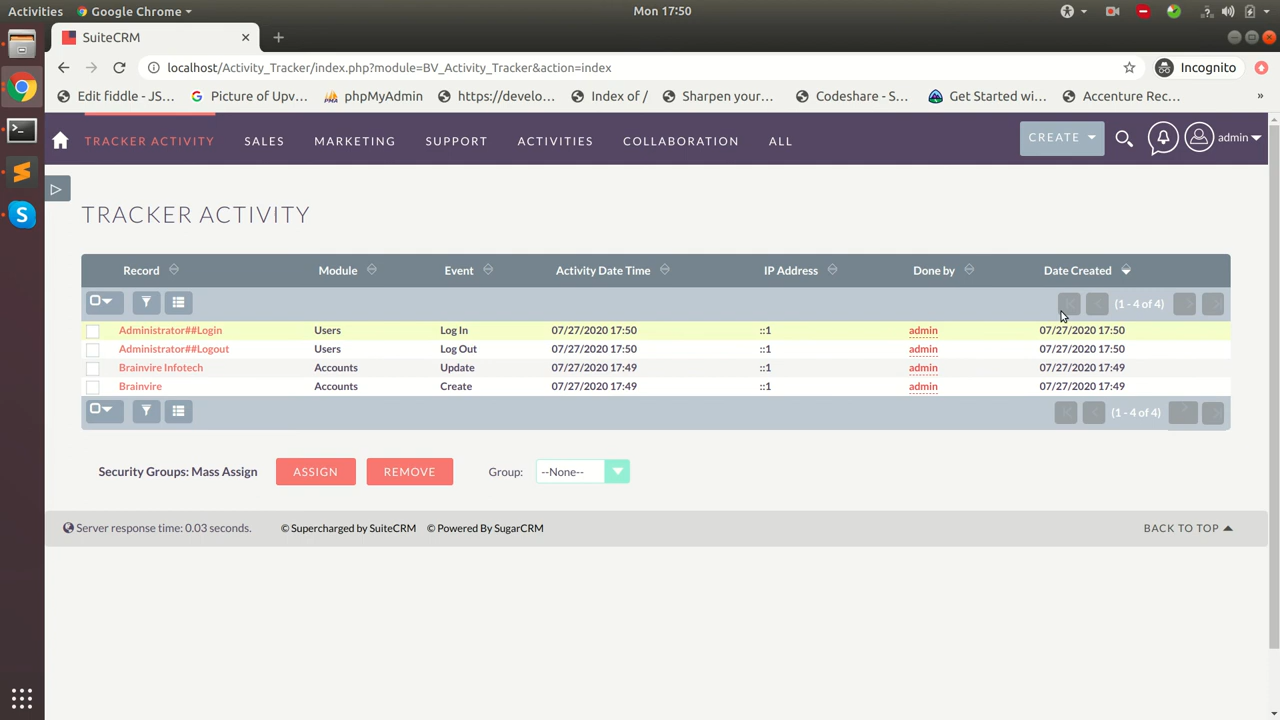 Activities Google Chrome Mon 17:50
SuiteCRM
localhost/Activity_Tracker/index.php?module=BV_Activity_Tracker&action=index Incognito
Edit fiddle - JS... Picture of Upv... phpMyAdmin https://develo... Index of / Sharpen your... Codeshare - S... Get Started wi... Accenture Rec... »
TRACKER ACTIVITY SALES MARKETING SUPPORT ACTIVITIES COLLABORATION ALL CREATE admin
TRACKER ACTIVITY
Record Module Event Activity Date Time IP Address Done by Date Created
(1 - 4 of 4)
Administrator##Login Users Log In 07/27/2020 17:50 ::1 admin 07/27/2020 17:50
Administrator##Logout Users Log Out 07/27/2020 17:50 ::1 admin 07/27/2020 17:50
Brainvire Infotech Accounts Update 07/27/2020 17:49 ::1 admin 07/27/2020 17:49
Brainvire Accounts Create 07/27/2020 17:49 ::1 admin 07/27/2020 17:49
(1 - 4 of 4)
Security Groups: Mass Assign ASSIGN REMOVE Group: --None--
Server response time: 0.03 seconds. © Supercharged by SuiteCRM © Powered By SugarCRM BACK TO TOP